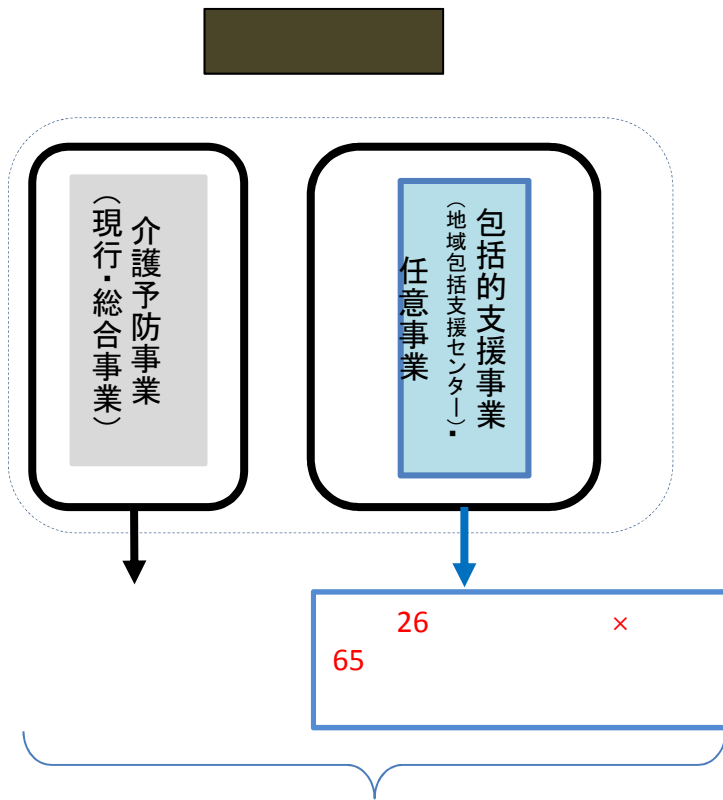 介護予防事業
（現行・総合事業）
包括的支援事業
（地域包括支援センター）・
任意事業
26 ×
65